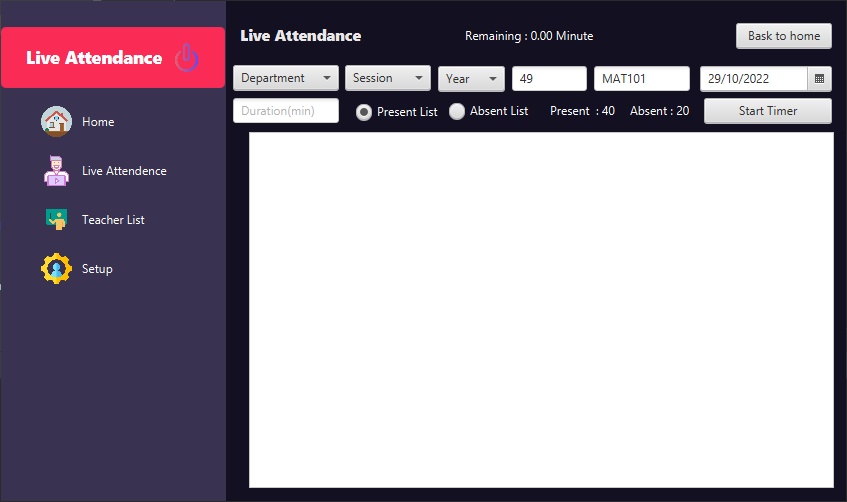 Live Attendance
Home
Live Attendence
Teacher List
Setup
Live Attendance Remaining : 0.00 Minute Bask to home
Department Session Year 49 MAT101 29/10/2022
Duration(min) Present List Absent List Present : 40 Absent : 20 Start Timer